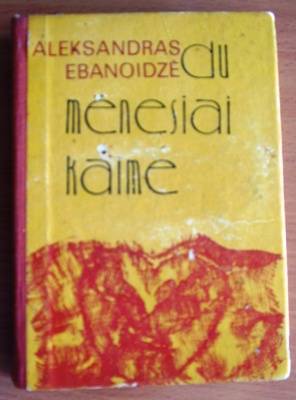 ALEKSANDRAS
EBANOIDZĖ
du
mėnesiai
kaime